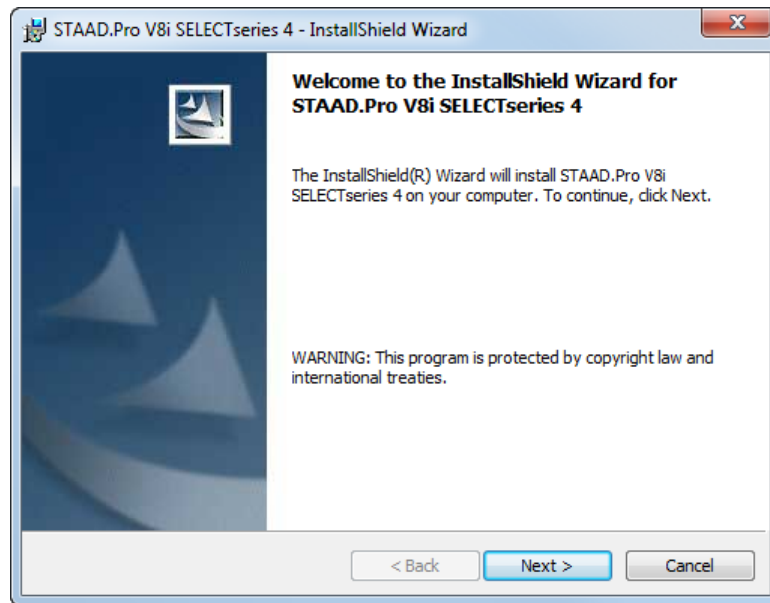 STAAD.Pro V8i SELECTseries 4 - InstallShield Wizard
Welcome to the InstallShield Wizard for
STAAD.Pro V8i SELECTseries 4
The InstallShield(R) Wizard will install STAAD.Pro V8i
SELECTseries 4 on your computer. To continue, click Next.
WARNING: This program is protected by copyright law and
international treaties.
< Back Next > Cancel